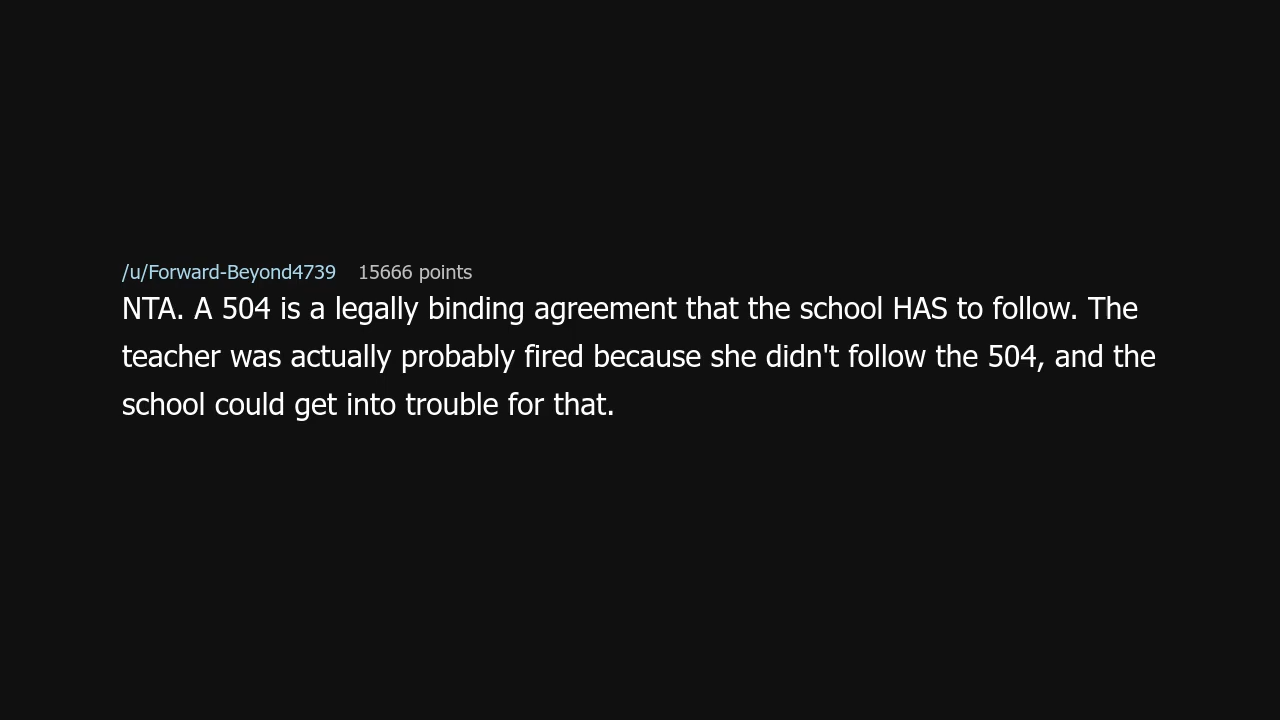 /u/Forward-Beyond4739 15666 points
NTA. A 504 is a legally binding agreement that the school HAS to follow. The
teacher was actually probably fired because she didn't follow the 504, and the
school could get into trouble for that.